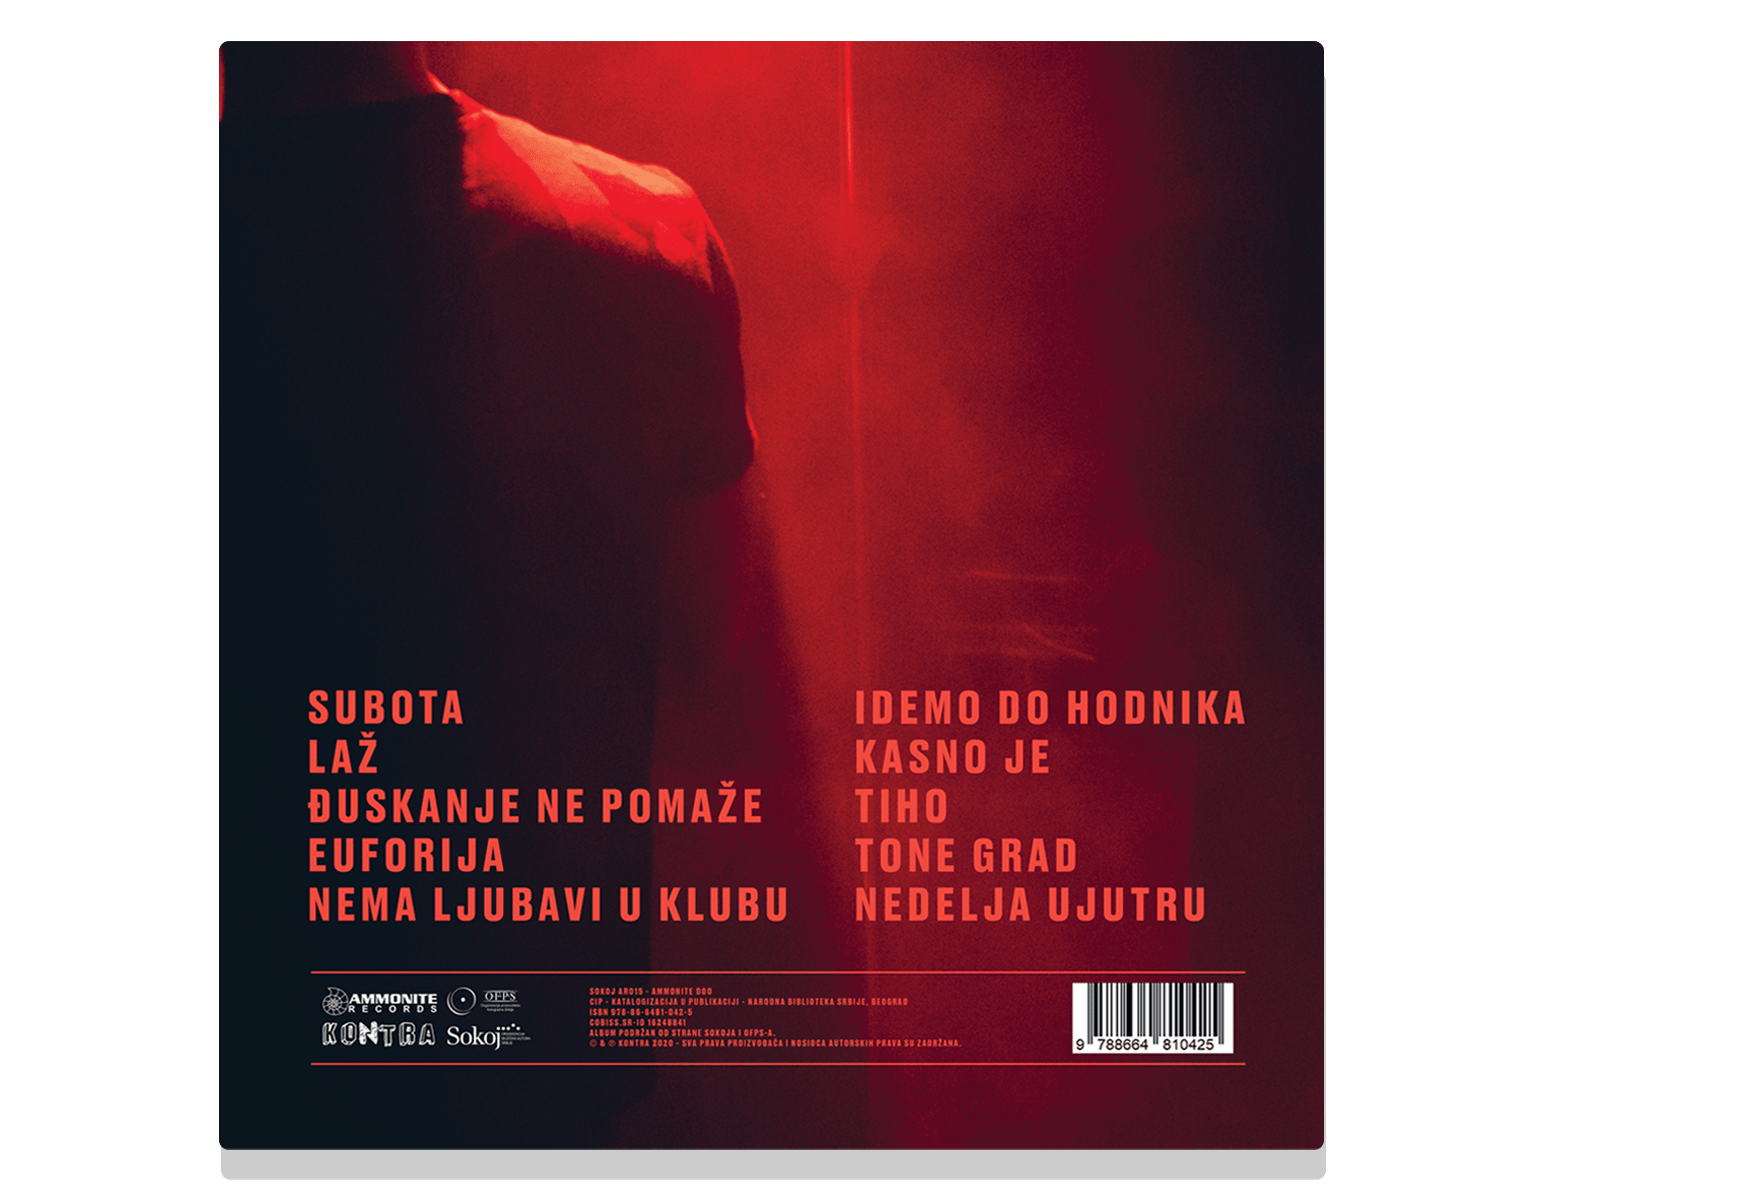 SUBOTA
LAŽ
ĐUSKANJE NE POMAŽE
EUFORIJA
NEMA LJUBAVI U KLUBU
IDEMO DO HODNIKA
KASNO JE
TIHO
TONE GRAD
NEDELJA UJUTRU
AMMONITE
RECORDS
OFPS
KONTRA
Sokoj
SOKOJ AR015 - AMMONITE DOO
CIP - KATALOGIZACIJA U PUBLIKACIJI - NARODNA BIBLIOTEKA SRBIJE, BEOGRAD
ISBN 978-86-6481-042-5
COBISS.SR-ID 16248841
ALBUM PODRŽAN OD STRANE SOKOJA I OFPS-A.
© & ℗ KONTRA 2020 - SVA PRAVA PROIZVOĐAČA I NOSIOCA AUTORSKIH PRAVA SU ZADRŽANA.
9 788664 810425